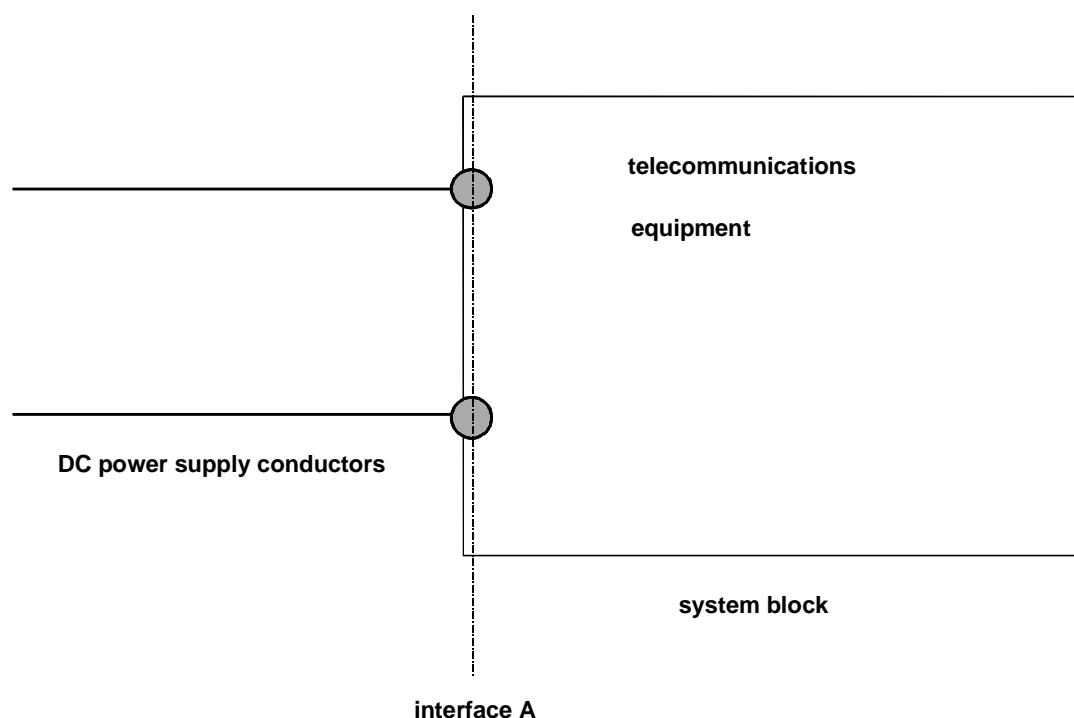 telecommunications
equipment
DC power supply conductors
system block
interface A